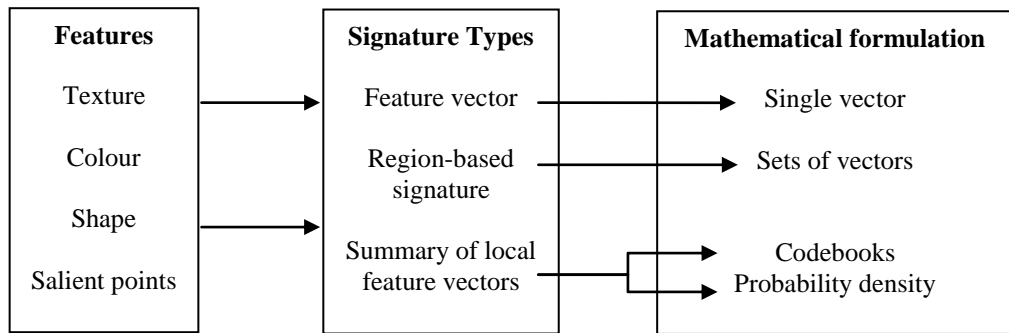 Features
Texture
Colour
Shape
Salient points
Signature Types
Feature vector
Region-based
signature
Summary of local
feature vectors
Mathematical formulation
Single vector
Sets of vectors
Codebooks
Probability density